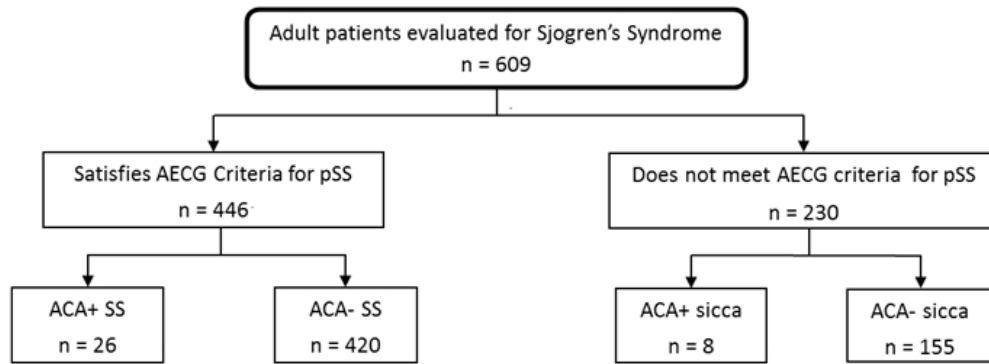 Adult patients evaluated for Sjogren's Syndrome
n = 609
Satisfies AECG Criteria for pSS
n = 446
Does not meet AECG criteria for pSS
n = 230
ACA+ SS
n = 26
ACA- SS
n = 420
ACA+ sicca
n = 8
ACA- sicca
n = 155